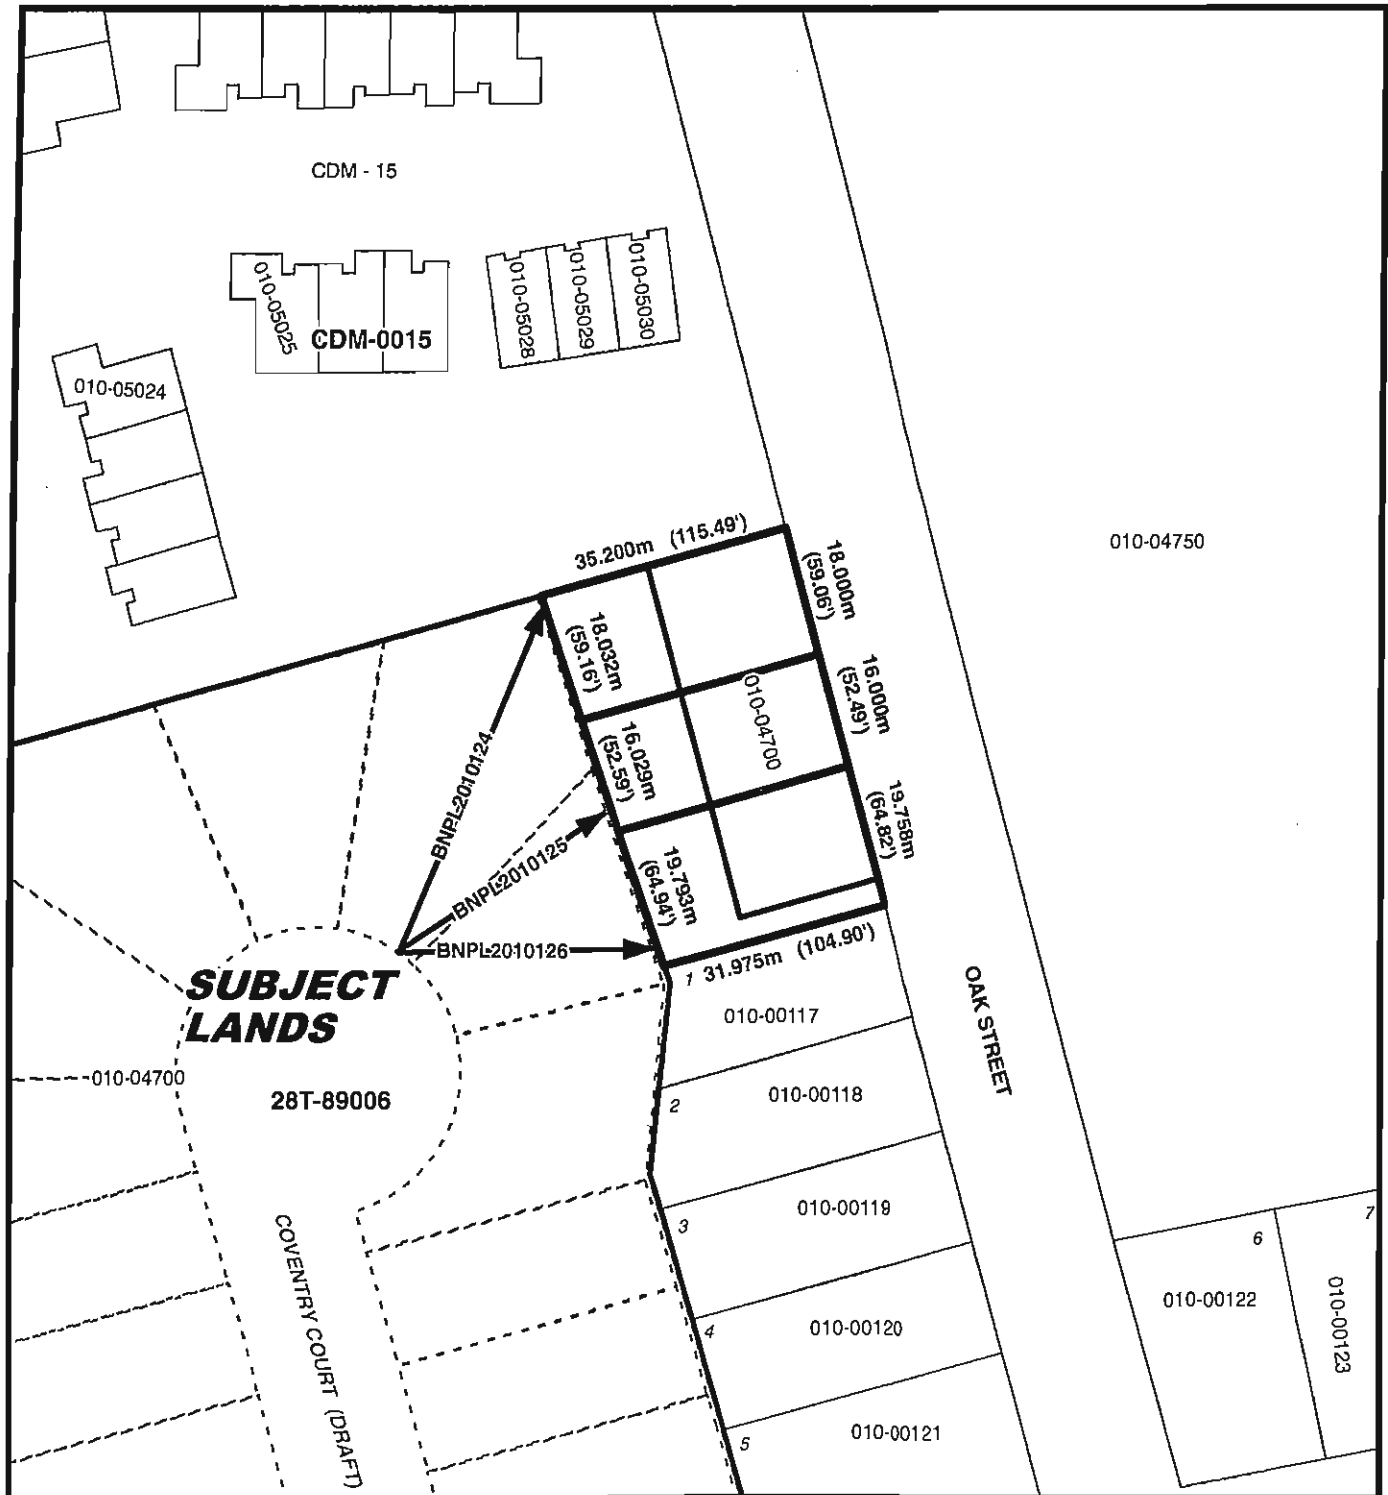 CDM - 15
010-05025
CDM-0015
010-05028
010-05029
010-05030
010-05024
010-04750
35.200m (115.49')
18.000m
(59.06')
18.032m
(59.16')
16.000m
(52.49')
010-04700
16.029m
(52.59')
19.758m
(64.82')
19.793m
(64.94')
BNPL-2010124
BNPL-2010125
BNPL-2010126
31.975m (104.90')
SUBJECT
LANDS
010-04700
28T-89006
OAK STREET
1
010-00117
2
010-00118
3
010-00119
4
010-00120
5
010-00121
6
010-00122
7
010-00123
COVENTRY COURT (DRAFT)